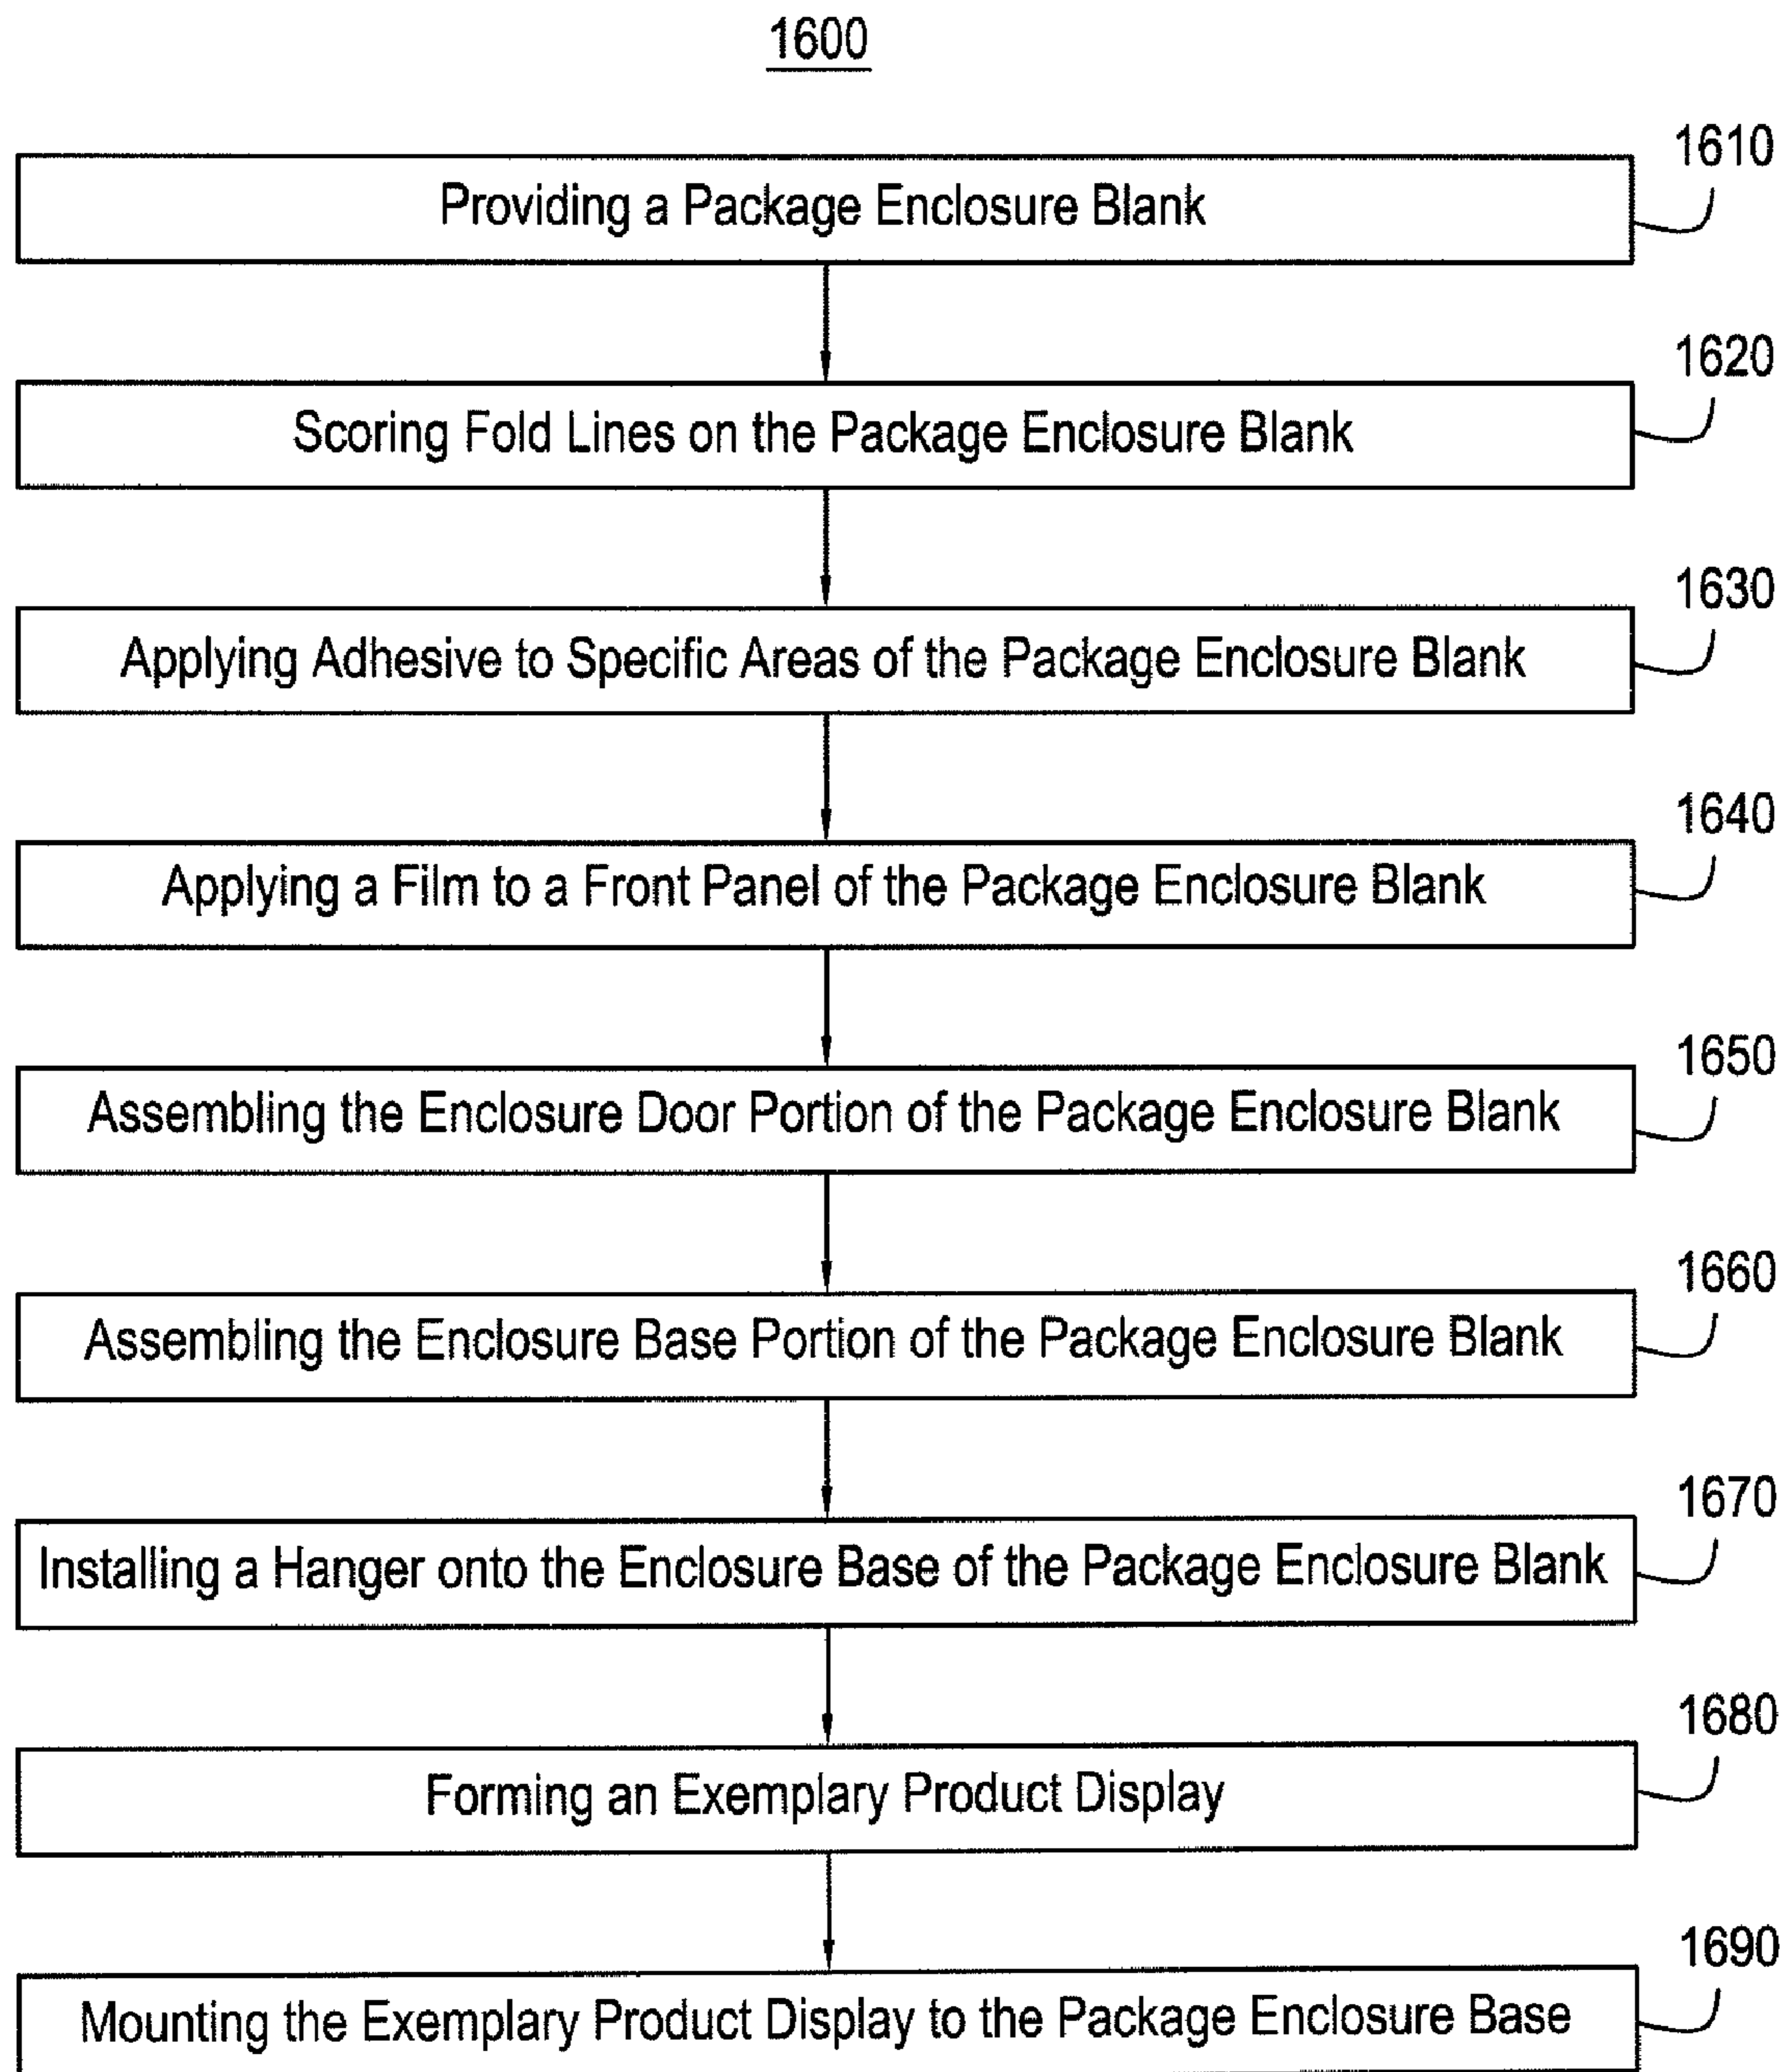 1600
1610
Providing a Package Enclosure Blank
1620
Scoring Fold Lines on the Package Enclosure Blank
1630
Applying Adhesive to Specific Areas of the Package Enclosure Blank
1640
Applying a Film to a Front Panel of the Package Enclosure Blank
1650
Assembling the Enclosure Door Portion of the Package Enclosure Blank
1660
Assembling the Enclosure Base Portion of the Package Enclosure Blank
1670
Installing a Hanger onto the Enclosure Base of the Package Enclosure Blank
1680
Forming an Exemplary Product Display
1690
Mounting the Exemplary Product Display to the Package Enclosure Base